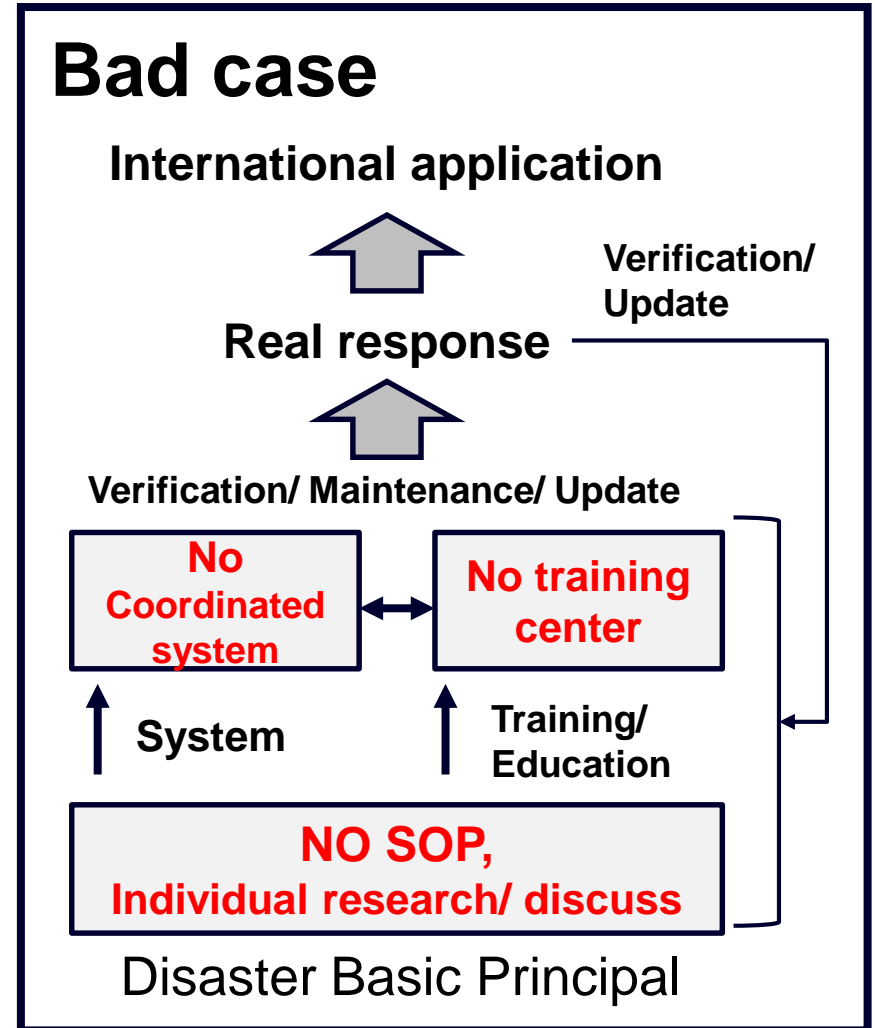 Bad case
International application
Verification/
Update
Real response
Verification/ Maintenance/ Update
No
Coordinated
system
No training
center
System
Training/
Education
NO SOP,
Individual research/ discuss
Disaster Basic Principal